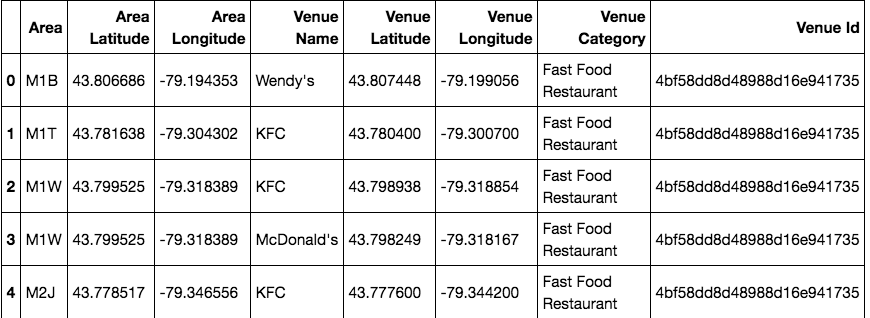 Area Area Latitude Area Longitude Venue Name Venue Latitude Venue Longitude Venue Category Venue Id
0 M1B 43.806686 -79.194353 Wendy's 43.807448 -79.199056 Fast Food Restaurant 4bf58dd8d48988d16e941735
1 M1T 43.781638 -79.304302 KFC 43.780400 -79.300700 Fast Food Restaurant 4bf58dd8d48988d16e941735
2 M1W 43.799525 -79.318389 KFC 43.798938 -79.318854 Fast Food Restaurant 4bf58dd8d48988d16e941735
3 M1W 43.799525 -79.318389 McDonald's 43.798249 -79.318167 Fast Food Restaurant 4bf58dd8d48988d16e941735
4 M2J 43.778517 -79.346556 KFC 43.777600 -79.344200 Fast Food Restaurant 4bf58dd8d48988d16e941735